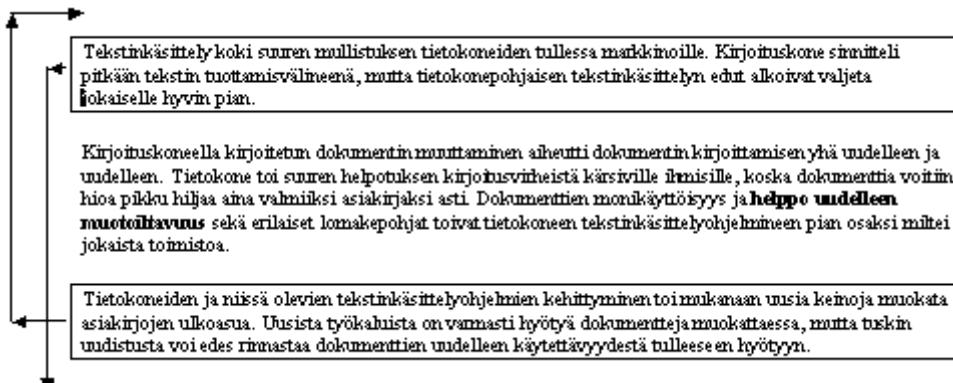 Tekstinkäsittely koki suuren mullistuksen tietokoneiden tullessa markkinoille. Kirjoituskone sinnitteli
pitkään tekstin tuottamisvälineenä, mutta tietokonepohjaisen tekstinkäsittelyn edut alkoivat valjeta
jokaiselle hyvin pian.
Kirjoituskoneella kirjoitetun dokumentin muuttaminen aiheutti dokumentin kirjoittamisen yhä uudelleen ja
uudelleen. Tietokone toi suuren helpotuksen kirjoitusvirheistä kärsiville ihmisille, koska dokumenttia voitiin
hioa pikku hiljaa aina valmiiksi asiakirjaksi asti. Dokumenttien monikäyttöisyys ja helppo uudelleen
muotoiltavuus sekä erilaiset lomakepohjat toivat tietokoneen tekstinkäsittelyohjelmineen pian osaksi miltei
jokaista toimistoa.
Tietokoneiden ja niissä olevien tekstinkäsittelyohjelmien kehittyminen toi mukanaan uusia keinoja muokata
asiakirjojen ulkoasua. Uusista työkaluista on varmasti hyötyä dokumentteja muokattaessa, mutta tuskin
uudistusta voi edes rinnastaa dokumenttien uudelleen käytettävyydestä tulleeseen hyötyyn.